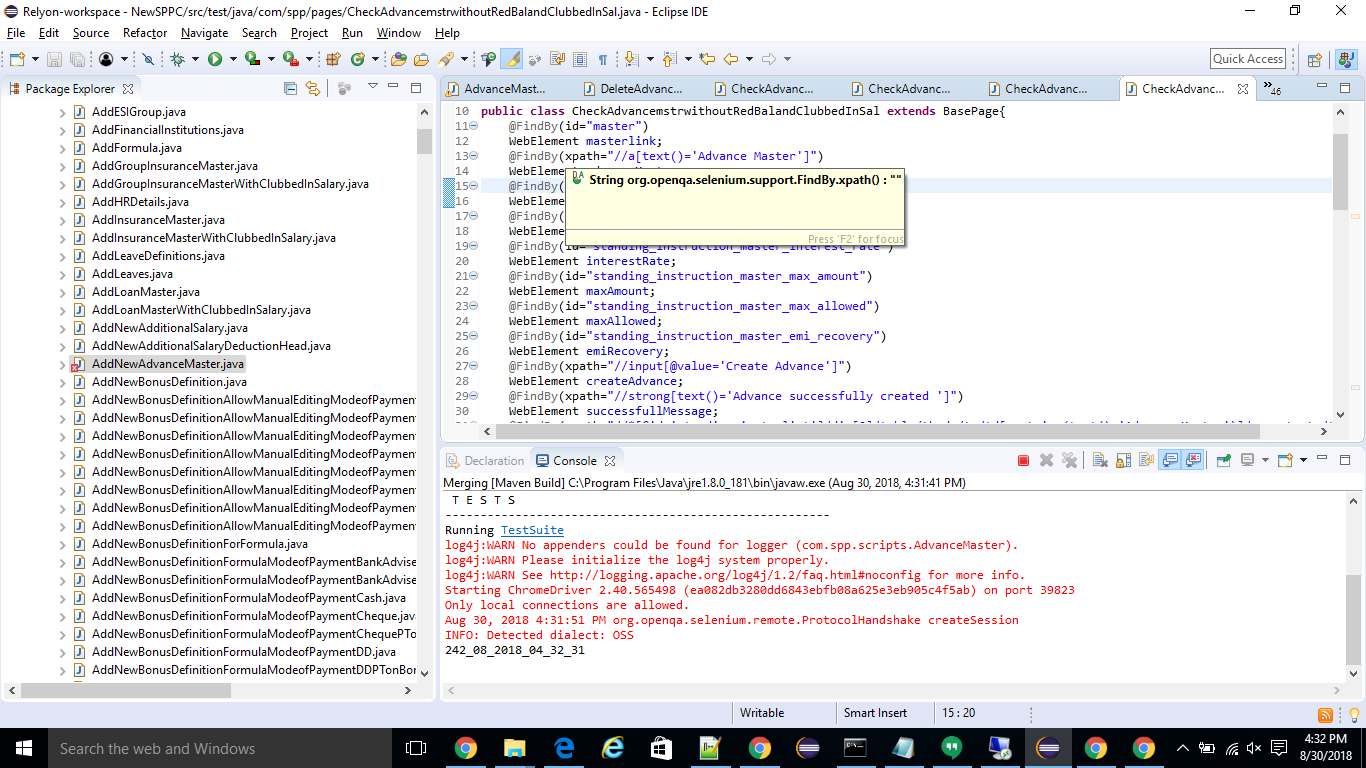 Relyon-workspace - NewSPPC/src/test/java/com/spp/pages/CheckAdvancemstrwithoutRedBalandClubbedInSal.java - Eclipse IDE
File Edit Source Refactor Navigate Search Project Run Window Help
Quick Access
Package Explorer
AddESIGroup.java
AddFinancialInstitutions.java
AddFormula.java
AddGroupInsuranceMaster.java
AddGroupInsuranceMasterWithClubbedInSalary.java
AddHRDetails.java
AddInsuranceMaster.java
AddInsuranceMasterWithClubbedInSalary.java
AddLeaveDefinitions.java
AddLeaves.java
AddLoanMaster.java
AddLoanMasterWithClubbedInSalary.java
AddNewAdditionalSalary.java
AddNewAdditionalSalaryDeductionHead.java
AddNewAdvanceMaster.java
AddNewBonusDefinition.java
AddNewBonusDefinitionAllowManualEditingModeofPayment
AddNewBonusDefinitionAllowManualEditingModeofPayment
AddNewBonusDefinitionAllowManualEditingModeofPayment
AddNewBonusDefinitionAllowManualEditingModeofPayment
AddNewBonusDefinitionAllowManualEditingModeofPayment
AddNewBonusDefinitionAllowManualEditingModeofPayment
AddNewBonusDefinitionAllowManualEditingModeofPayment
AddNewBonusDefinitionAllowManualEditingModeofPayment
AddNewBonusDefinitionForFormula.java
AddNewBonusDefinitionFormulaModeofPaymentBankAdvise
AddNewBonusDefinitionFormulaModeofPaymentBankAdvise
AddNewBonusDefinitionFormulaModeofPaymentCash.java
AddNewBonusDefinitionFormulaModeofPaymentCheque.java
AddNewBonusDefinitionFormulaModeofPaymentChequePTo
AddNewBonusDefinitionFormulaModeofPaymentDD.java
AddNewBonusDefinitionFormulaModeofPaymentDDPTonBor
AdvanceMast... DeleteAdvanc... CheckAdvanc... CheckAdvanc... CheckAdvanc... CheckAdvanc... 46
10 public class CheckAdvancemstrwithoutRedBalandClubbedInSal extends BasePage{
11 @FindBy(id="master")
12 WebElement masterlink;
13 @FindBy(xpath="//a[text()='Advance Master']")
14 WebElem
15 @FindBy(
16 WebElem
17 @FindBy(
18 WebElem
String org.openqa.selenium.support.FindBy.xpath() : ""
Press 'F2' for focus
19 @FindBy(id="standing_instruction_master_interest_rate")
20 WebElement interestRate;
21 @FindBy(id="standing_instruction_master_max_amount")
22 WebElement maxAmount;
23 @FindBy(id="standing_instruction_master_max_allowed")
24 WebElement maxAllowed;
25 @FindBy(id="standing_instruction_master_emi_recovery")
26 WebElement emiRecovery;
27 @FindBy(xpath="//input[@value='Create Advance']")
28 WebElement createAdvance;
29 @FindBy(xpath="//strong[text()='Advance successfully created ']")
30 WebElement successfullMessage;
Declaration Console
Merging [Maven Build] C:\Program Files\Java\jre1.8.0_181\bin\javaw.exe (Aug 30, 2018, 4:31:41 PM)
T E S T S
-------------------------------------------------------
Running TestSuite
log4j:WARN No appenders could be found for logger (com.spp.scripts.AdvanceMaster).
log4j:WARN Please initialize the log4j system properly.
log4j:WARN See http://logging.apache.org/log4j/1.2/faq.html#noconfig for more info.
Starting ChromeDriver 2.40.565498 (ea082db3280dd6843ebfb08a625e3eb905c4f5ab) on port 39823
Only local connections are allowed.
Aug 30, 2018 4:31:51 PM org.openqa.selenium.remote.ProtocolHandshake createSession
INFO: Detected dialect: OSS
242_08_2018_04_32_31
Writable Smart Insert 15 : 20
Search the web and Windows
4:32 PM
8/30/2018